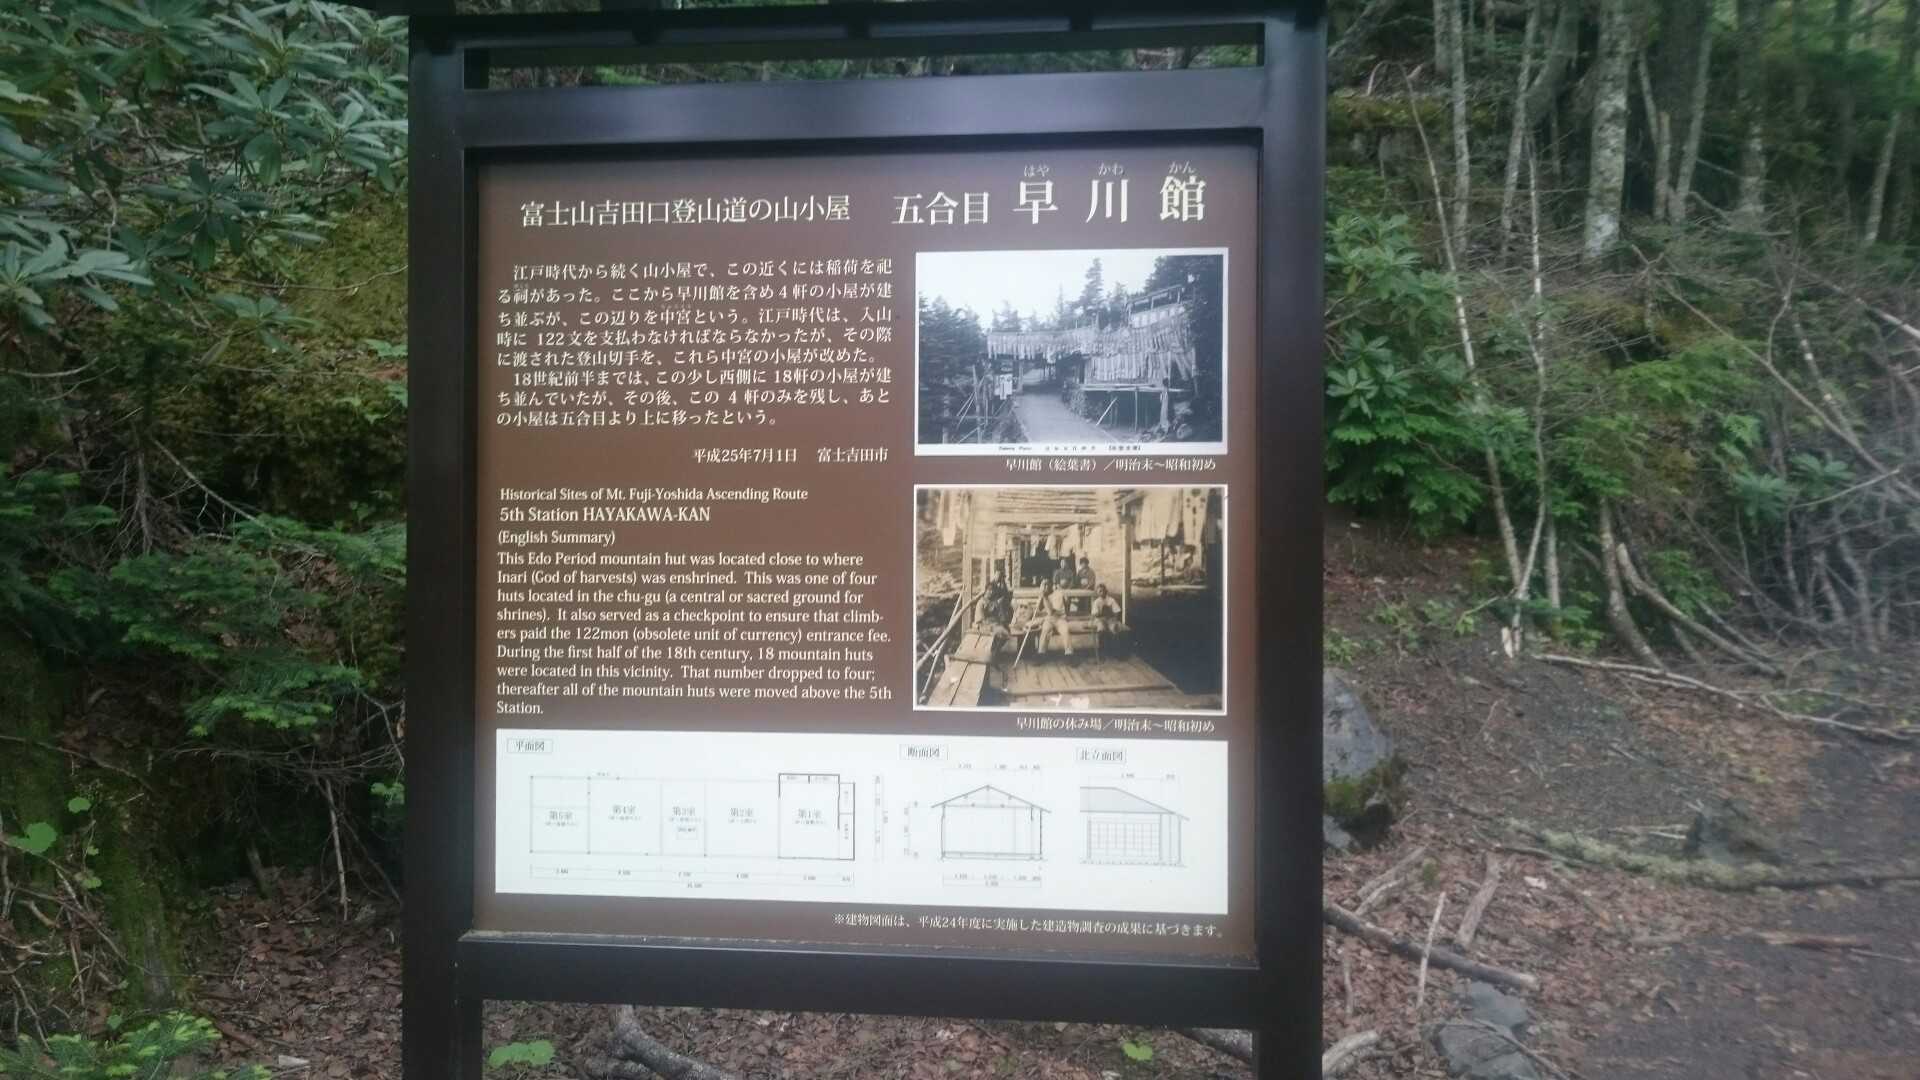 富士山吉田口登山道の山小屋 五合目 早川館
はや かわ かん
江戸時代から続く山小屋で、この近くには稲荷を祀
る祠があった。ここから早川館を含め4軒の小屋が建
ち並ぶが、この辺りを中宮という。江戸時代は、入山
時に 122文を支払わなければならなかったが、その際
に渡された登山切手を、これら中宮の小屋が改めた。
18世紀前半までは、この少し西側に18軒の小屋が建
ち並んでいたが、その後、この 4 軒のみを残し、あと
の小屋は五合目より上に移ったという。
平成25年7月1日 富士吉田市
Historical Sites of Mt. Fuji-Yoshida Ascending Route
5th Station HAYAKAWA-KAN
(English Summary)
This Edo Period mountain hut was located close to where
Inari (God of harvests) was enshrined. This was one of four
huts located in the chu-gu (a central or sacred ground for
shrines). It also served as a checkpoint to ensure that climb-
ers paid the 122mon (obsolete unit of currency) entrance fee.
During the first half of the 18th century, 18 mountain huts
were located in this vicinity. That number dropped to four;
thereafter all of the mountain huts were moved above the 5th
Station.
早川館（絵葉書）／明治末～昭和初め
早川館の休み場／明治末～昭和初め
平面図
第5室 第4室 第3室 第2室 第1室
断面図
北立面図
※建物図面は、平成24年度に実施した建造物調査の成果に基づきます。